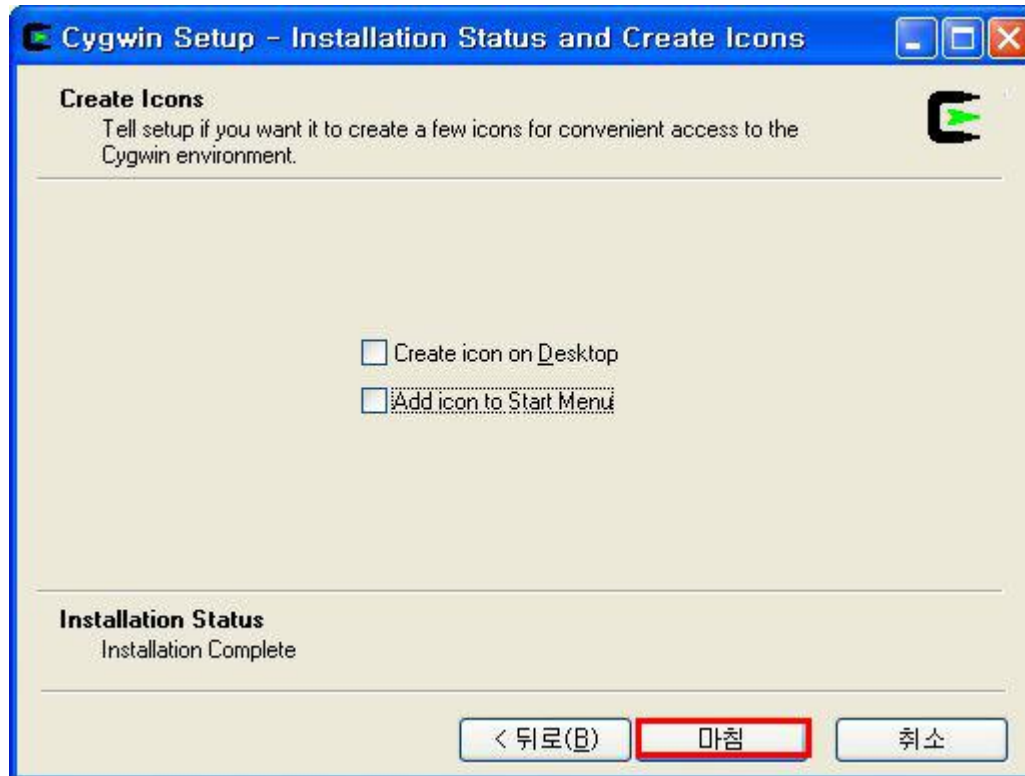 Cygwin Setup - Installation Status and Create Icons
Create Icons
Tell setup if you want it to create a few icons for convenient access to the
Cygwin environment.
Create icon on Desktop
Add icon to Start Menu
Installation Status
Installation Complete
< 뒤로(B)
마침
취소